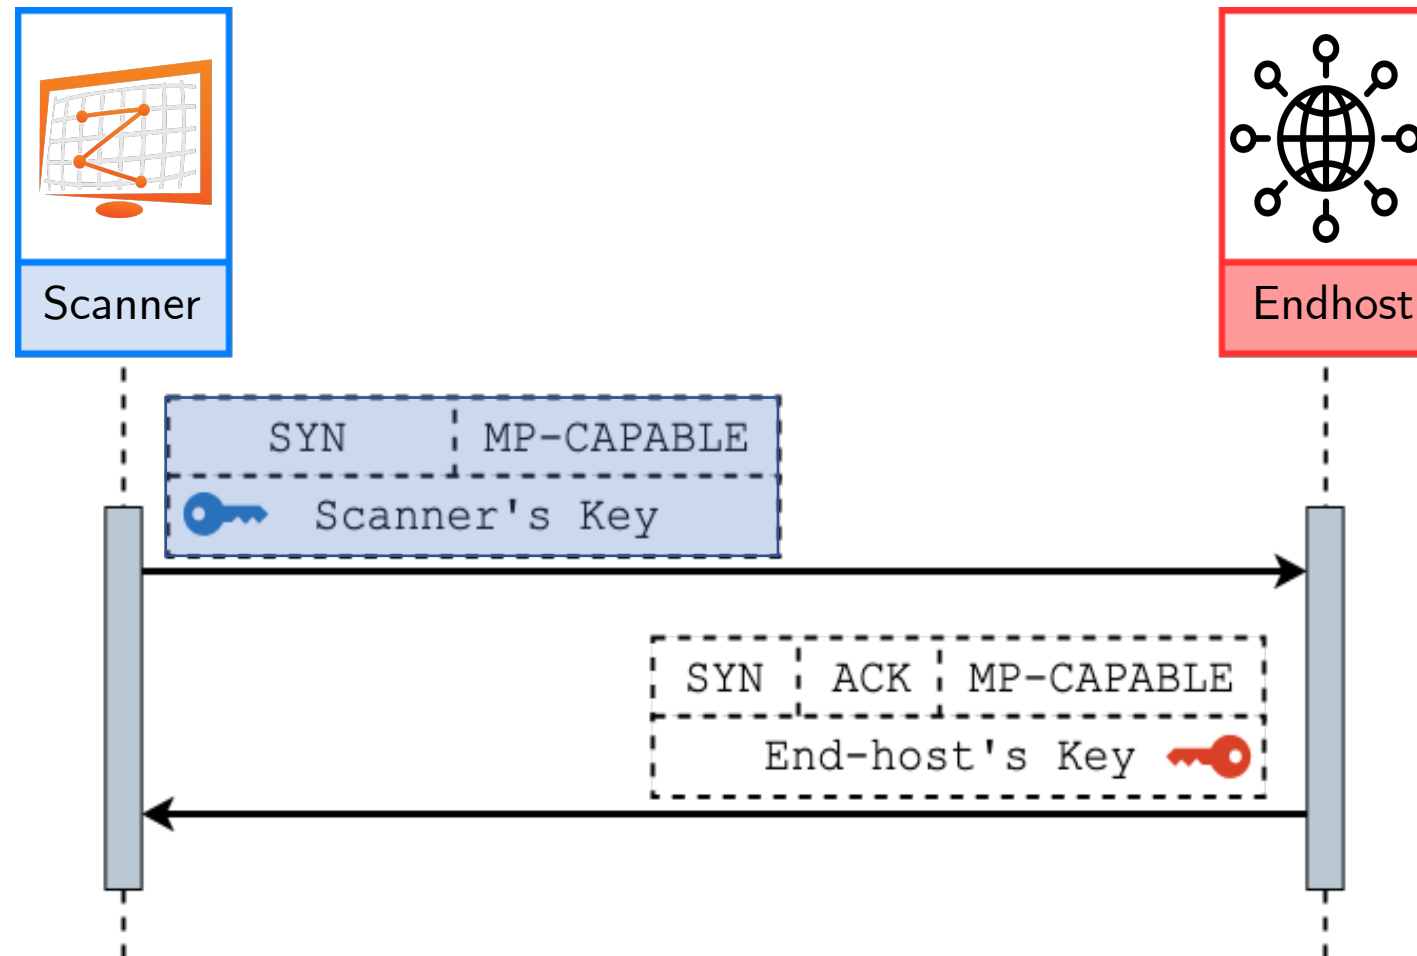 Scanner
Endhost
SYN MP-CAPABLE
Scanner's Key
SYN ACK MP-CAPABLE
End-host's Key